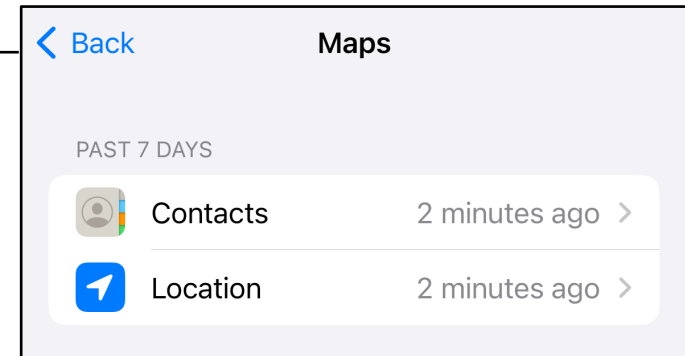 Back Maps
PAST 7 DAYS
Contacts 2 minutes ago
Location 2 minutes ago